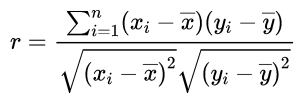 r = \frac{\sum_{i=1}^{n}(x_i - \overline{x})(y_i - \overline{y})}{\sqrt{(x_i - \overline{x})^2}\sqrt{(y_i - \overline{y})^2}}